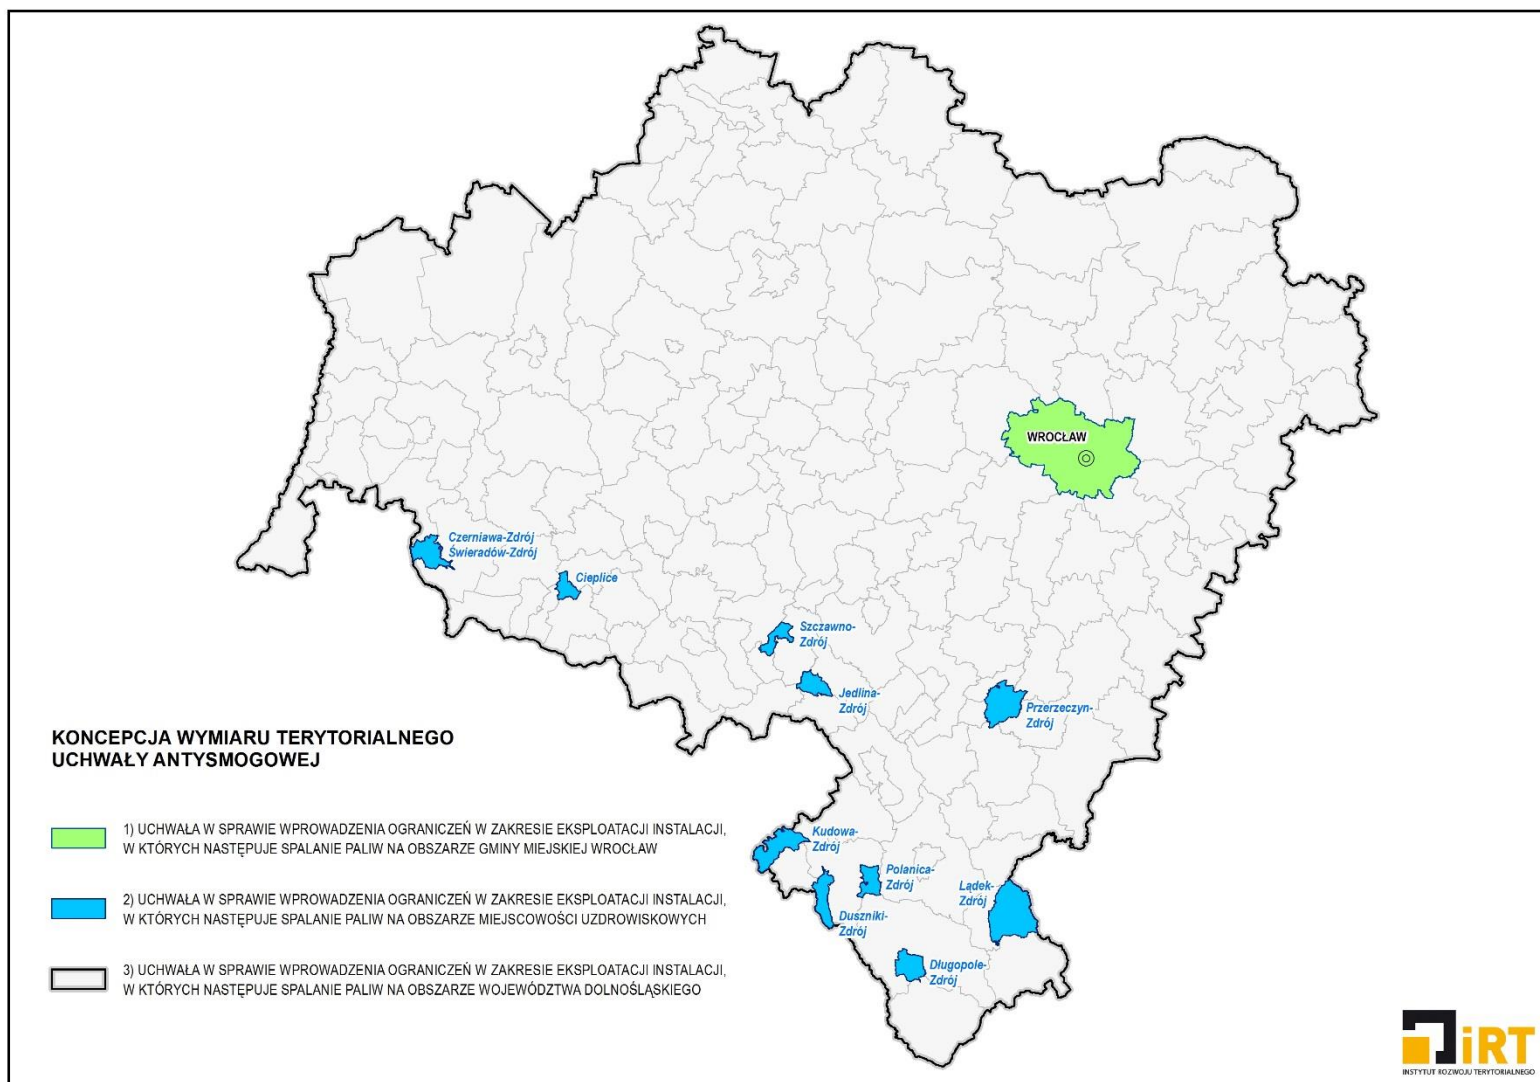 WROCŁAW
Czerniawa-Zdrój
Świeradów-Zdrój
Cieplice
Szczawno-
Zdrój
Jedlina-
Zdrój
Przerzeczyn-
Zdrój
KONCEPCJA WYMIARU TERYTORIALNEGO
UCHWAŁY ANTYSMOGOWEJ
1) UCHWAŁA W SPRAWIE WPROWADZENIA OGRANICZEŃ W ZAKRESIE EKSPLOATACJI INSTALACJI,
W KTÓRYCH NASTĘPUJE SPALANIE PALIW NA OBSZARZE GMINY MIEJSKIEJ WROCŁAW
2) UCHWAŁA W SPRAWIE WPROWADZENIA OGRANICZEŃ W ZAKRESIE EKSPLOATACJI INSTALACJI,
W KTÓRYCH NASTĘPUJE SPALANIE PALIW NA OBSZARZE MIEJSCOWOŚCI UZDROWISKOWYCH
3) UCHWAŁA W SPRAWIE WPROWADZENIA OGRANICZEŃ W ZAKRESIE EKSPLOATACJI INSTALACJI,
W KTÓRYCH NASTĘPUJE SPALANIE PALIW NA OBSZARZE WOJEWÓDZTWA DOLNOŚLĄSKIEGO
Kudowa-
Zdrój
Polanica-
Zdrój
Lądek-
Zdrój
Duszniki-
Zdrój
Długopole-
Zdrój
iRT
INSTYTUT ROZWOJU TERYTORIALNEGO